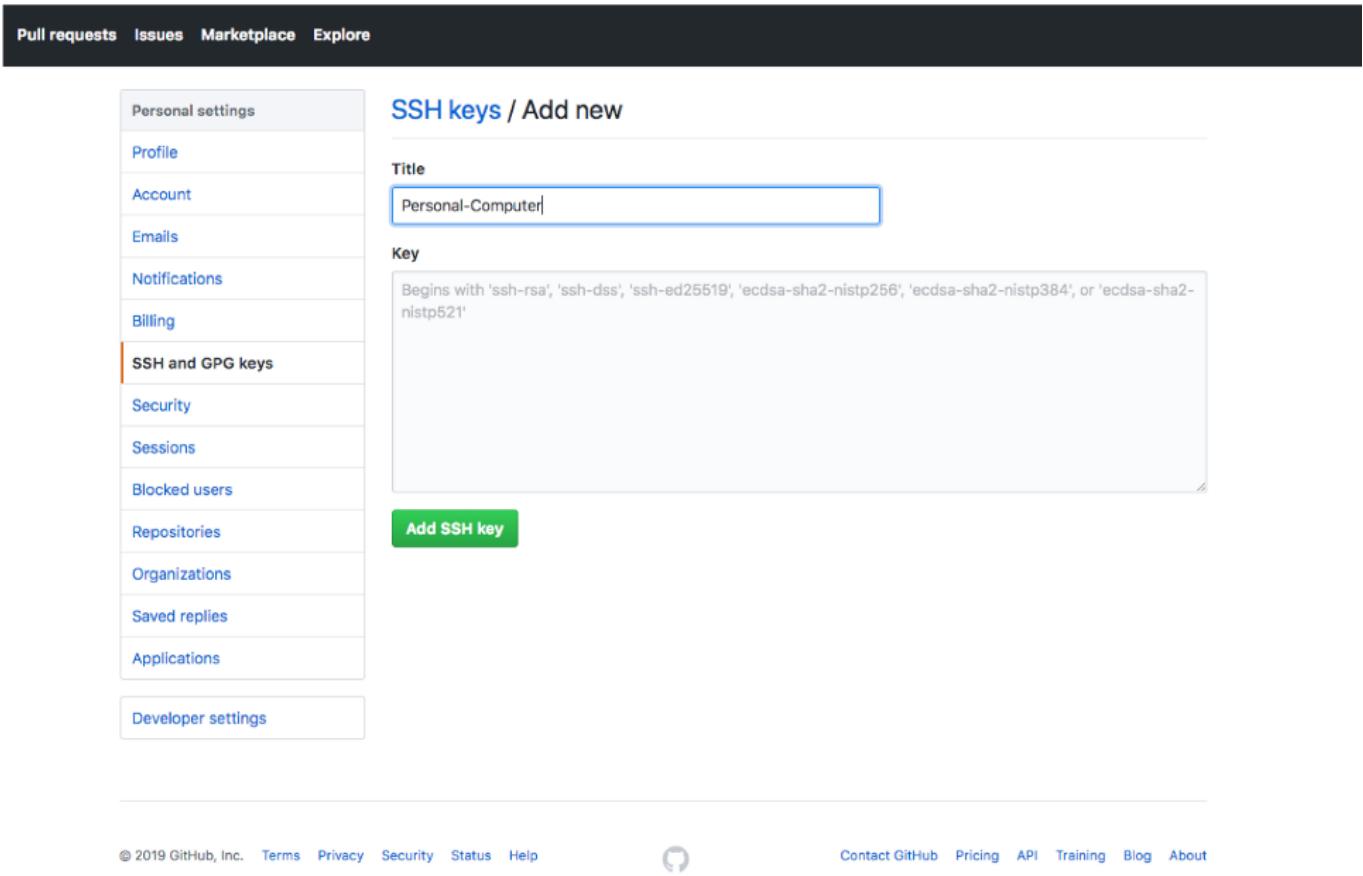 Pull requests Issues Marketplace Explore
Personal settings
Profile
Account
Emails
Notifications
Billing
SSH and GPG keys
Security
Sessions
Blocked users
Repositories
Organizations
Saved replies
Applications
Developer settings
SSH keys / Add new
Title
Personal-Computer
Key
Begins with 'ssh-rsa', 'ssh-dss', 'ssh-ed25519', 'ecdsa-sha2-nistp256', 'ecdsa-sha2-nistp384', or 'ecdsa-sha2-
nistp521'
Add SSH key
© 2019 GitHub, Inc. Terms Privacy Security Status Help Contact GitHub Pricing API Training Blog About